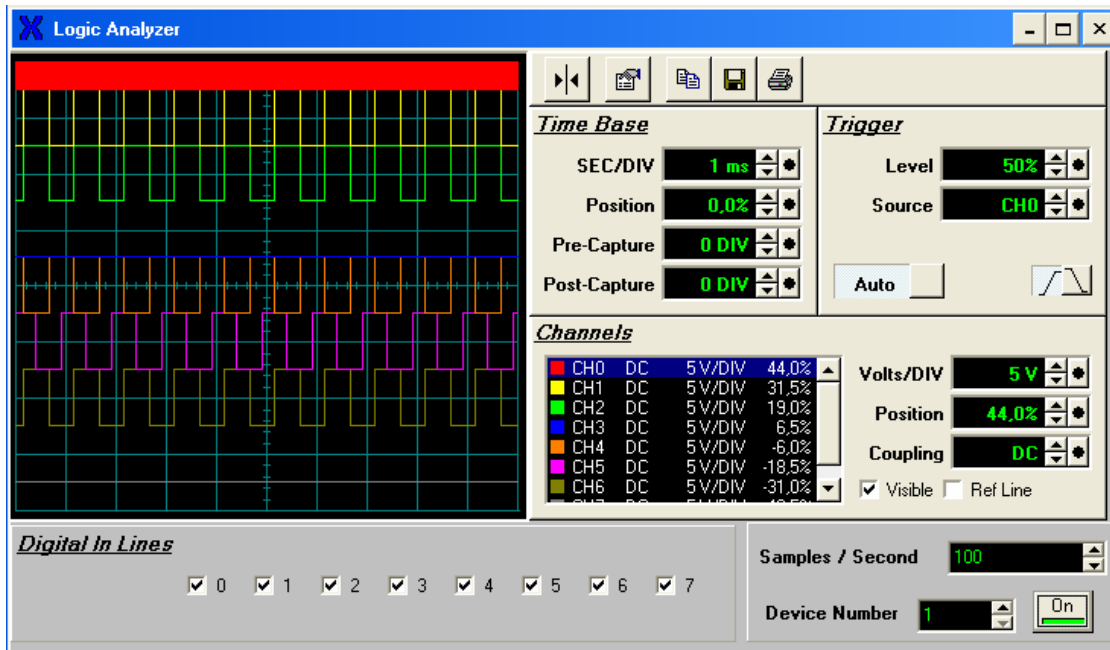 Logic Analyzer
Time Base
SEC/DIV 1 ms
Position 0,0%
Pre-Capture 0 DIV
Post-Capture 0 DIV
Trigger
Level 50%
Source CH0
Auto
Channels
CH0 DC 5 V/DIV 44,0%
CH1 DC 5 V/DIV 31,5%
CH2 DC 5 V/DIV 19,0%
CH3 DC 5 V/DIV 6,5%
CH4 DC 5 V/DIV -6,0%
CH5 DC 5 V/DIV -18,5%
CH6 DC 5 V/DIV -31,0%
Volts/DIV 5 V
Position 44,0%
Coupling DC
Visible Ref Line
Digital In Lines
0 1 2 3 4 5 6 7
Samples / Second 100
Device Number 1
On